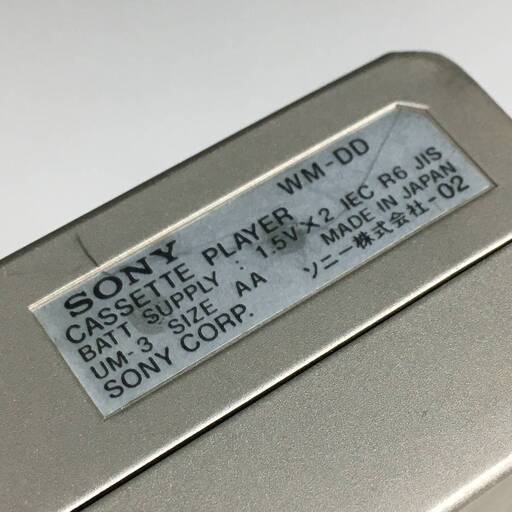 SONY
CASSETTE PLAYER WM-DD
BATT SUPPLY : 1.5V×2 IEC R6 JIS
UM-3 SIZE AA MADE IN JAPAN
SONY CORP. ソニー株式会社-02